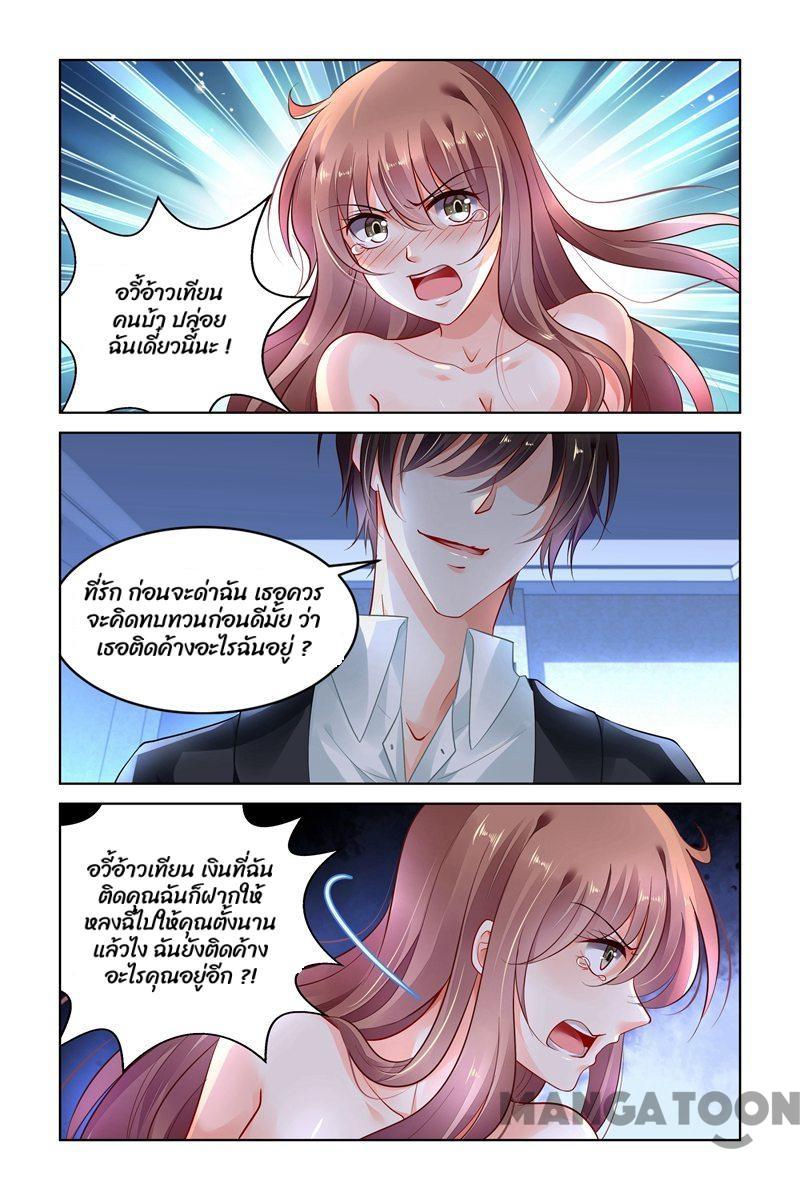 อวี้อ้าวเทียน
คนบ้า ปล่อย
ฉันเดี๋ยวนี้นะ !
ที่รัก ก่อนจะด่าฉัน เธอควร
จะคิดทบทวนก่อนดีมั้ย ว่า
เธอติดค้างอะไรฉันอยู่ ?
อวี้อ้าวเทียน เงินที่ฉัน
ติดคุณฉันก็ฝากให้
หลงฉีไปให้คุณตั้งนาน
แล้วไง ฉันยังติดค้าง
อะไรคุณอยู่อีก ?!
MANGATOON